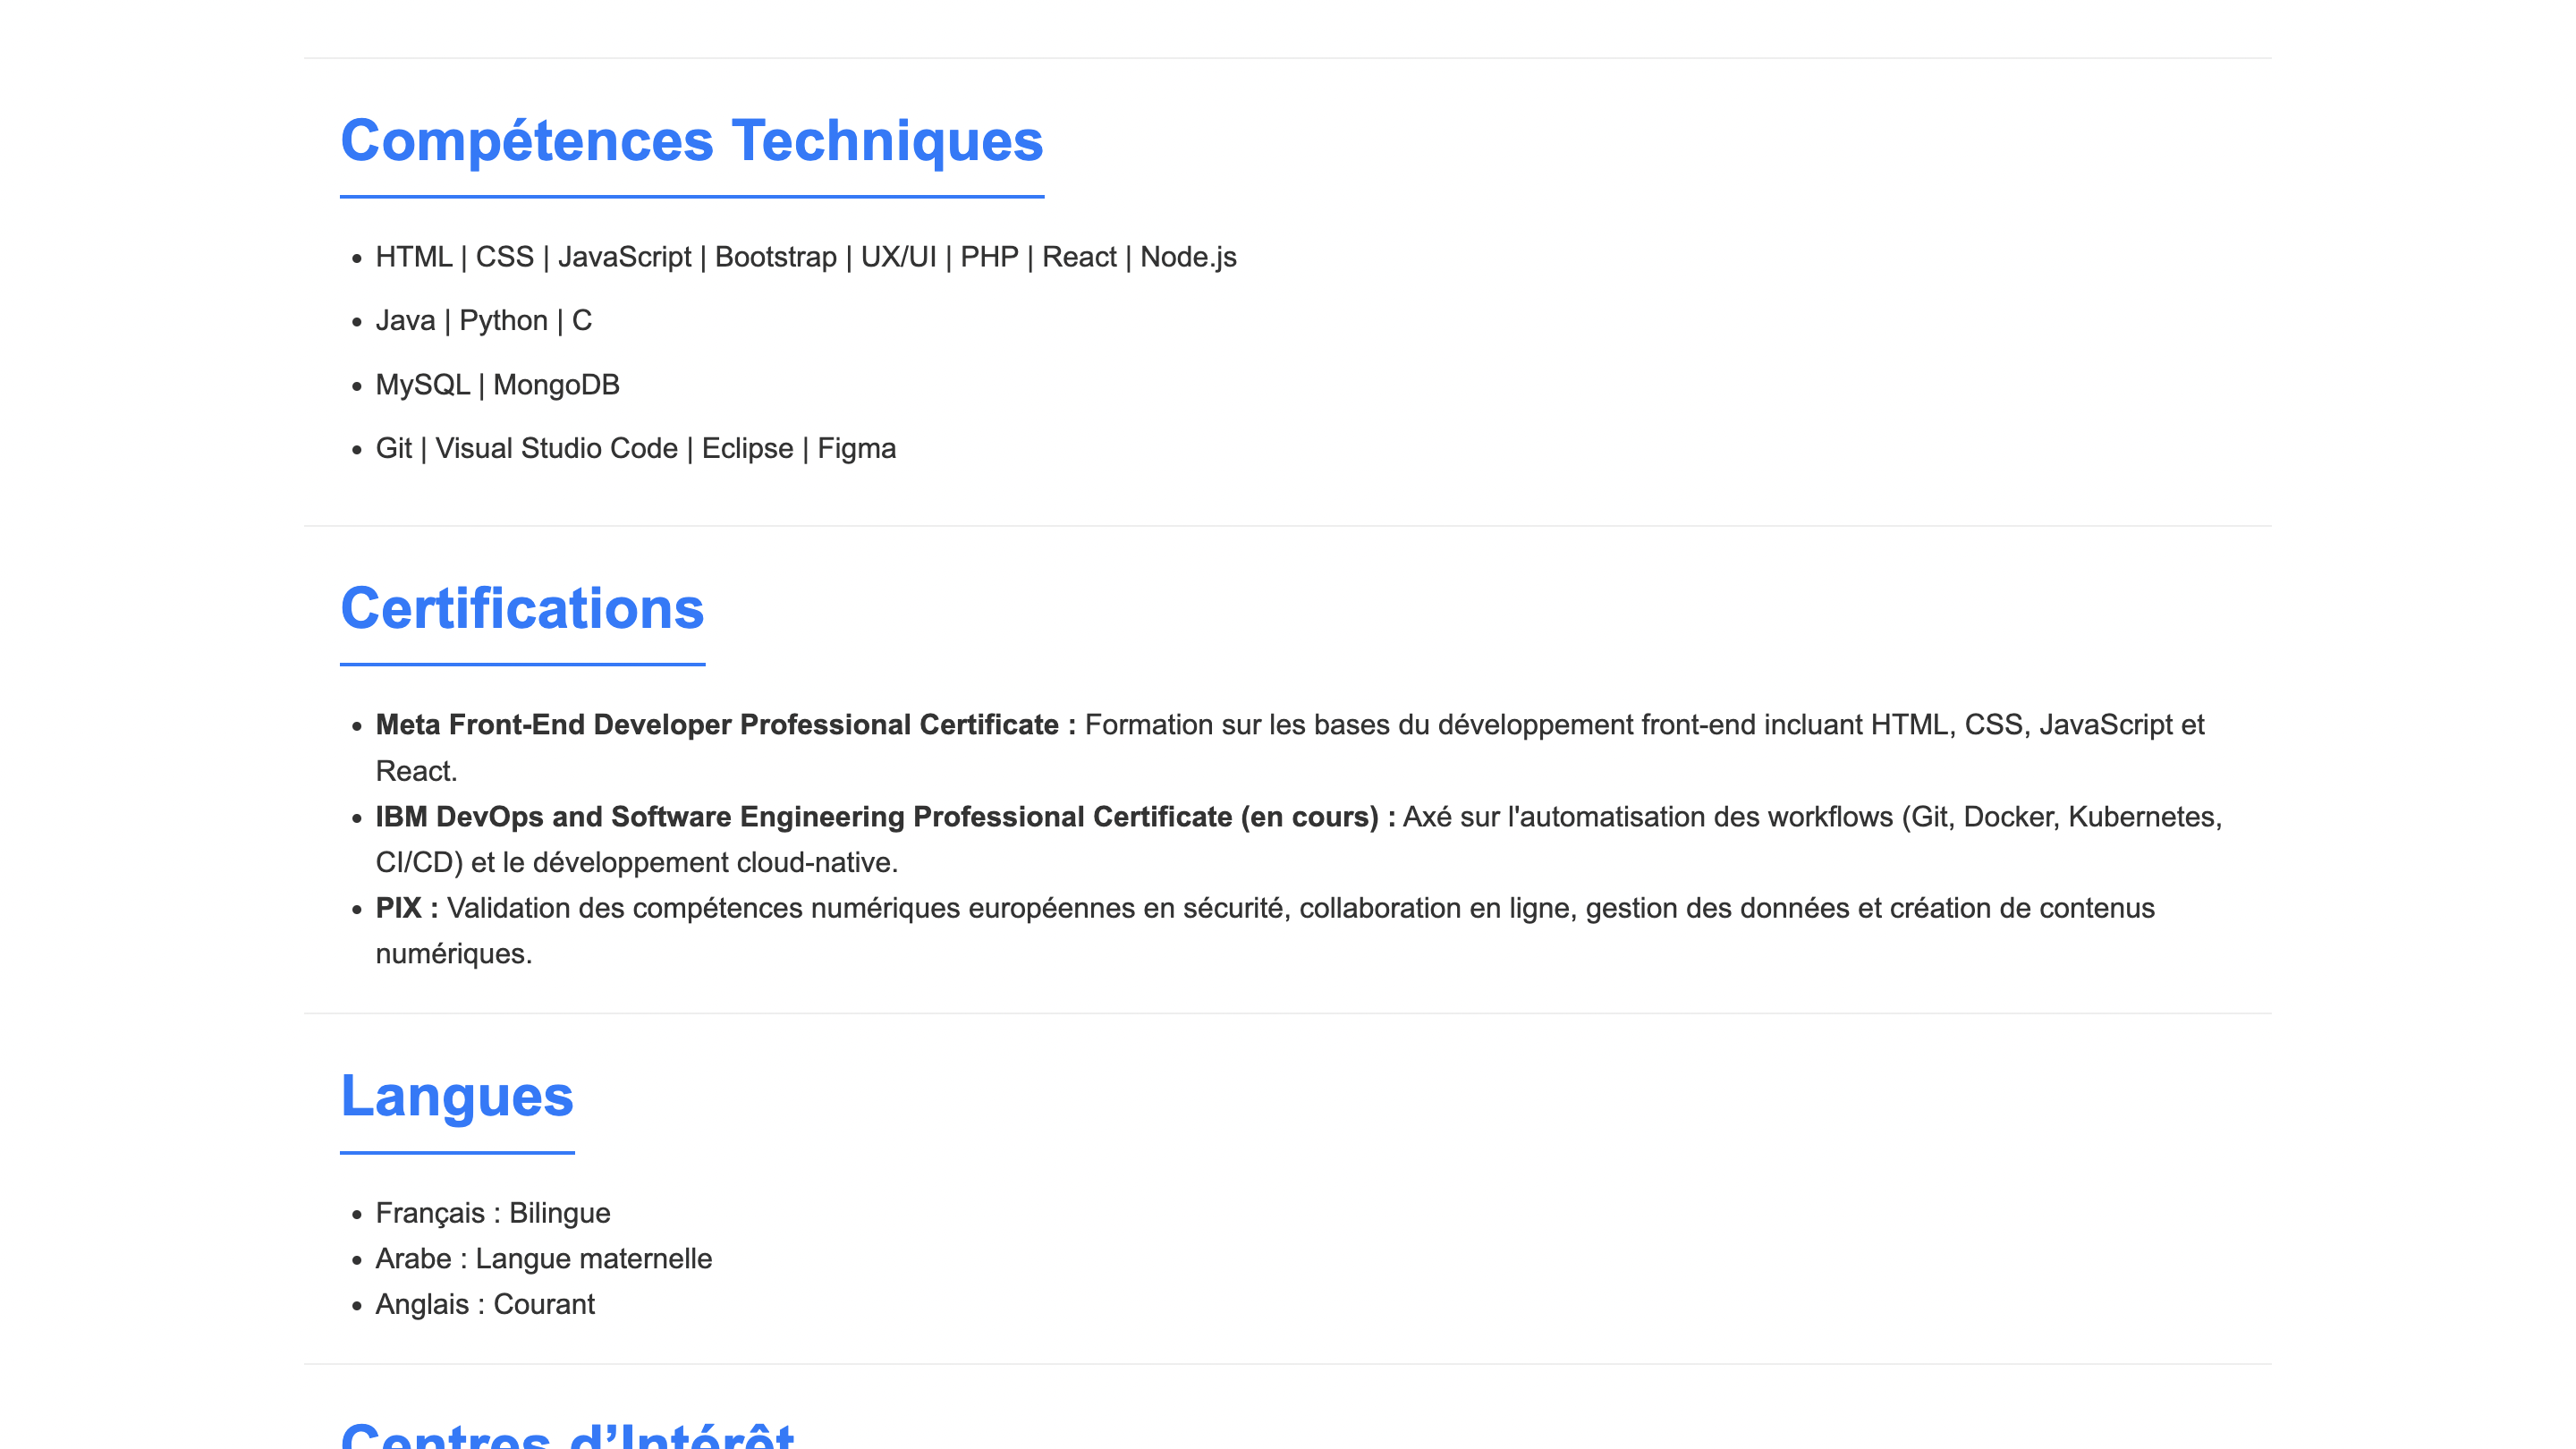 Compétences Techniques
HTML | CSS | JavaScript | Bootstrap | UX/UI | PHP | React | Node.js
Java | Python | C
MySQL | MongoDB
Git | Visual Studio Code | Eclipse | Figma
Certifications
Meta Front-End Developer Professional Certificate : Formation sur les bases du développement front-end incluant HTML, CSS, JavaScript et
React.
IBM DevOps and Software Engineering Professional Certificate (en cours) : Axé sur l'automatisation des workflows (Git, Docker, Kubernetes,
CI/CD) et le développement cloud-native.
PIX : Validation des compétences numériques européennes en sécurité, collaboration en ligne, gestion des données et création de contenus
numériques.
Langues
Français : Bilingue
Arabe : Langue maternelle
Anglais : Courant
Centres d’Intérêt